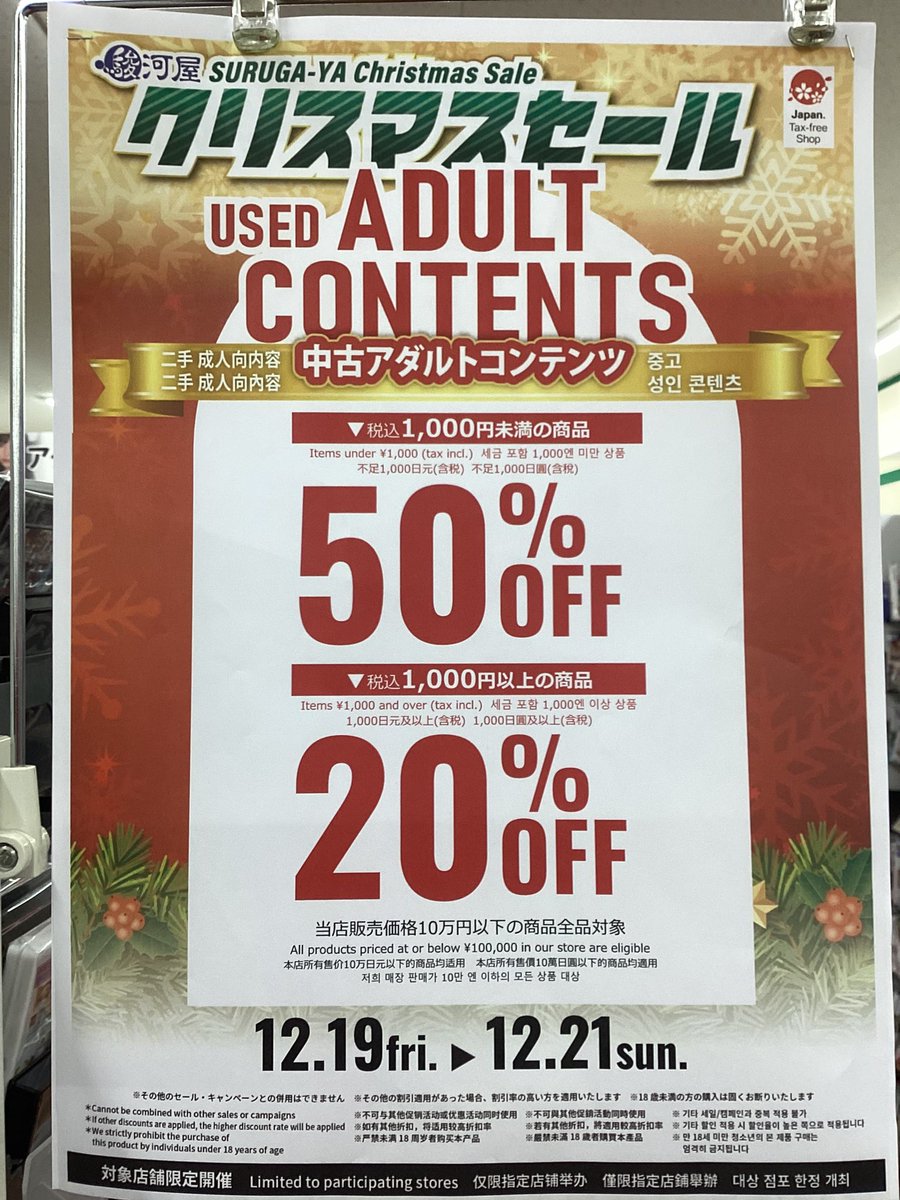 駿河屋 SURUGA-YA Christmas Sale
クリスマスセール
Japan.
Tax-free
Shop
USED ADULT
CONTENTS
二手 成人向内容
二手 成人向內容
中古アダルトコンテンツ
중고
성인 콘텐츠
▼税込1,000円未満の商品
Items under ¥1,000 (tax incl.) 세금 포함 1,000엔 미만 상품
不足1,000日元(含税) 不足1,000日圓(含稅)
50%
OFF
▼税込1,000円以上の商品
Items ¥1,000 and over (tax incl.) 세금 포함 1,000엔 이상 상품
1,000日元及以上(含税) 1,000日圓及以上(含稅)
20%
OFF
当店販売価格10万円以下の商品全品対象
All products priced at or below ¥100,000 in our store are eligible
本店所有售价10万日元以下的商品均适用 本店所有售價10萬日圓以下的商品均適用
저희 매장 판매가 10만 엔 이하의 모든 상품 대상
12.19fri. ▶ 12.21sun.
※その他のセール・キャンペーンとの併用はできません ※その他の割引適用があった場合、割引率の高い方を適用いたします ※18歳未満の方の購入は固くお断りいたします
＊Cannot be combined with other sales or campaigns
＊If other discounts are applied, the higher discount rate will be applied
＊We strictly prohibit the purchase of
this product by individuals under 18 years of age
※不可与其他促销活动或优惠活动同时使用
※如有其他折扣，将适用较高折扣率
※严禁未满 18 周岁者购买本产品
※不可與其他促銷活動同時使用
※若有其他折扣，將適用較高折扣率
※嚴禁未滿 18 歲者購買本產品
※ 기타 세일/캠페인과 중복 적용 불가
※ 기타 할인 적용 시 할인율이 높은 쪽으로 적용됩니다
※ 만 18세 미만 청소년의 본 제품 구매는
엄격히 금지됩니다
対象店舗限定開催 Limited to participating stores 仅限指定店铺举办 僅限指定店鋪舉辦 대상 점포 한정 개최